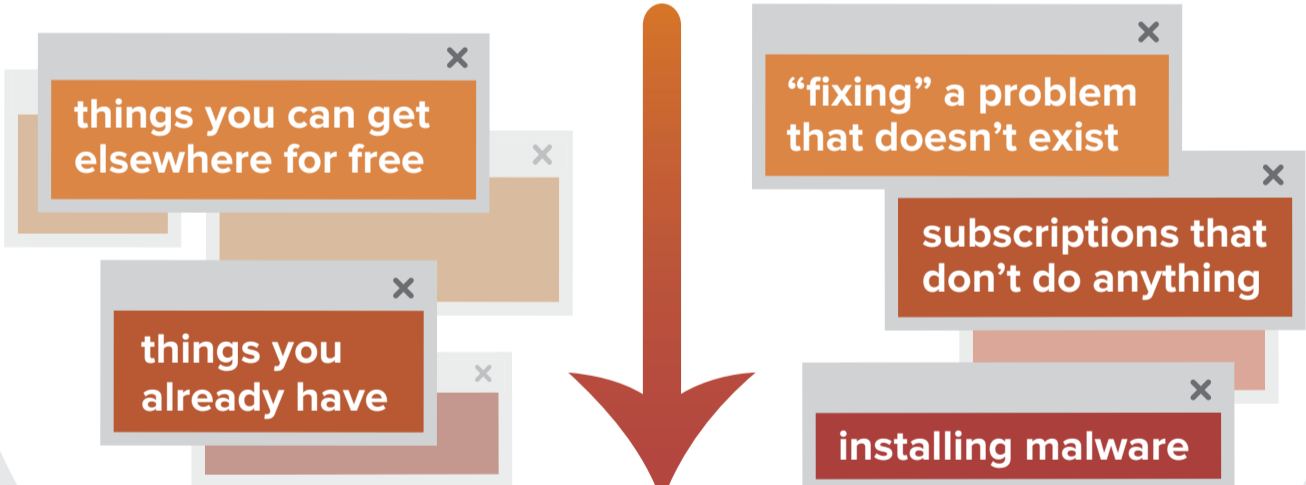 things you can get
elsewhere for free
things you
already have
“fixing” a problem
that doesn’t exist
subscriptions that
don’t do anything
installing malware